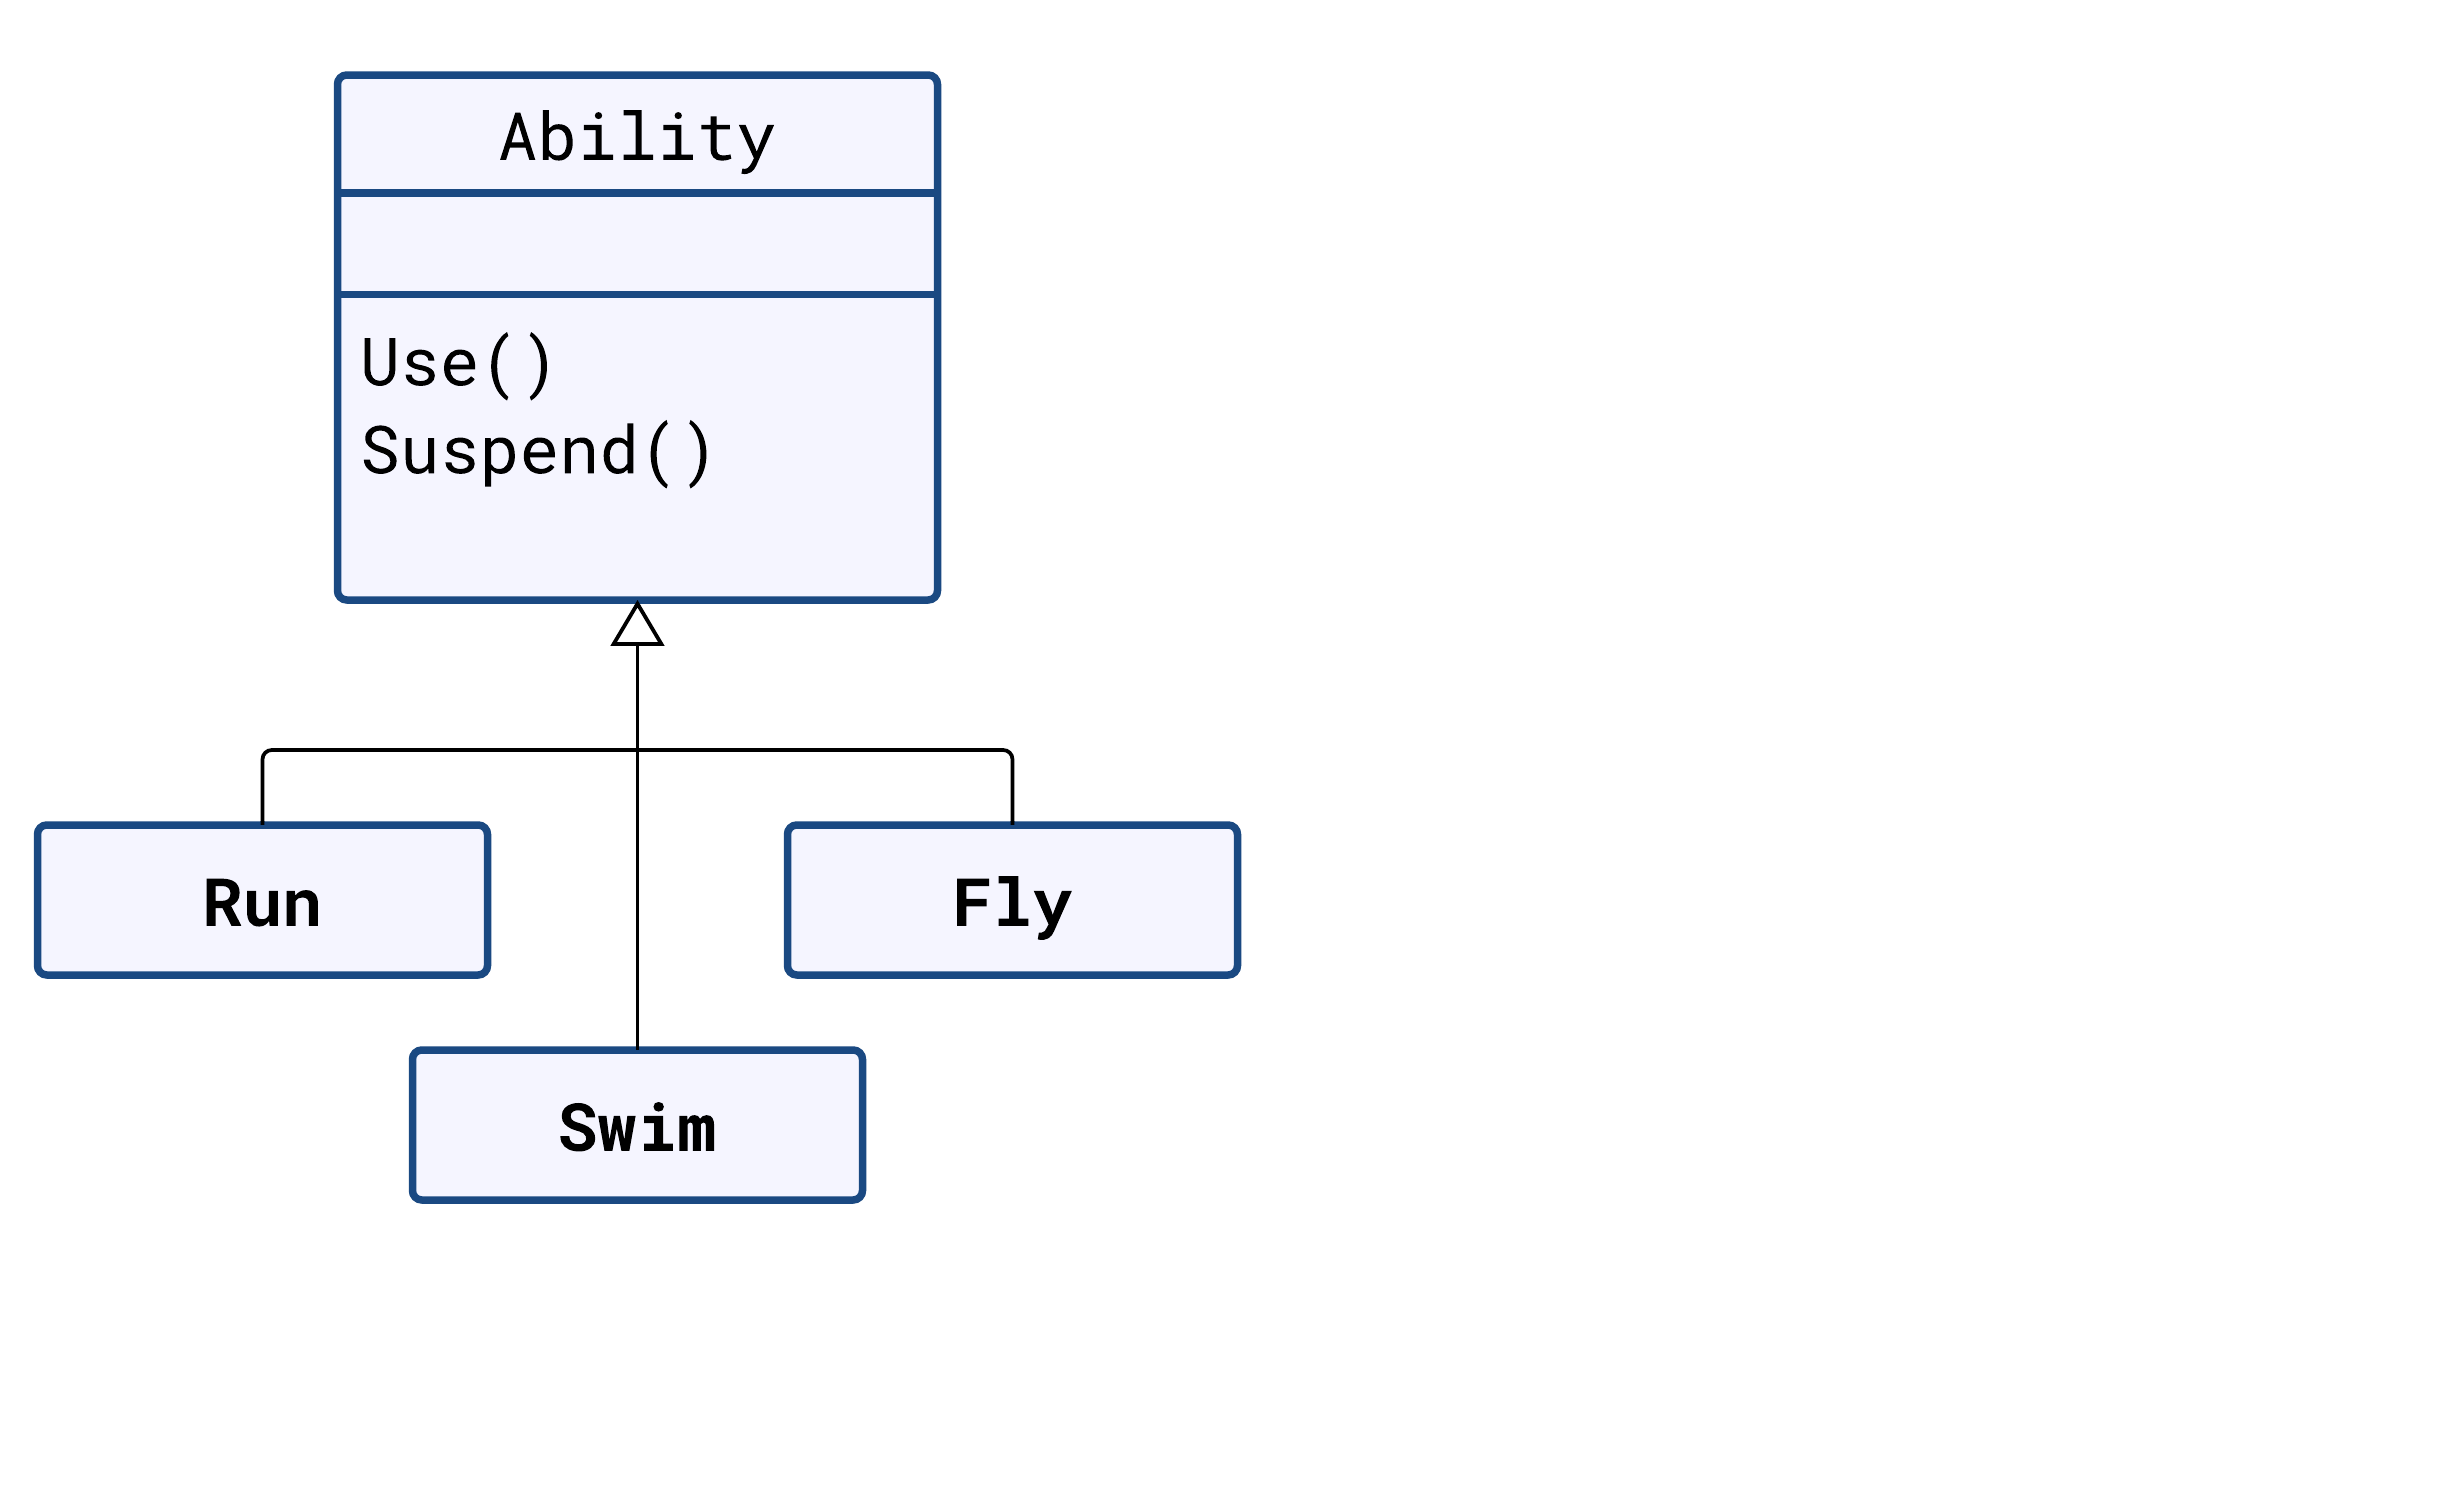 Ability
Use()
Suspend()
Run
Fly
Swim